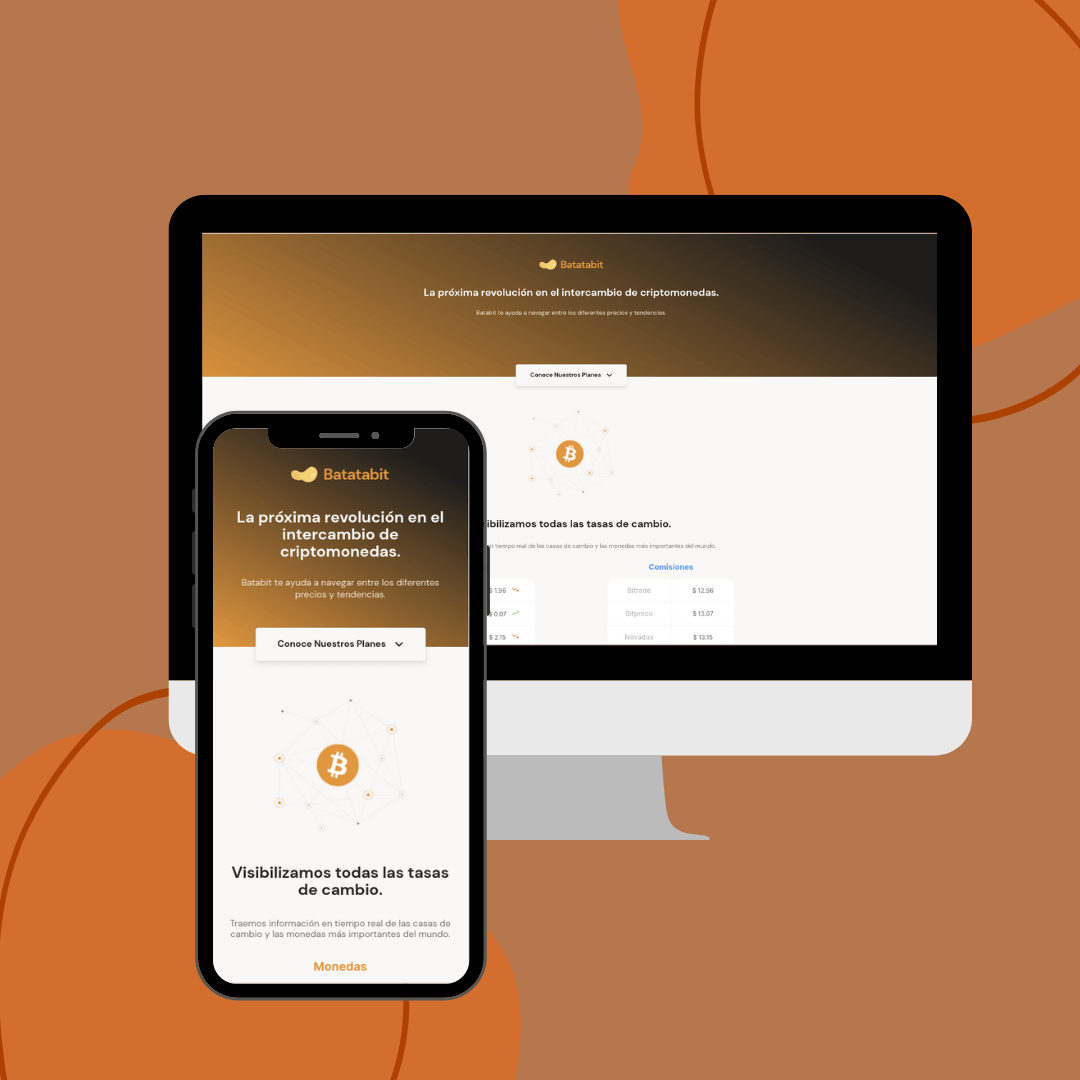 Batatabit
La próxima revolución en el intercambio de criptomonedas.
Batabit te ayuda a navegar entre los diferentes precios y tendencias.
Conoce Nuestros Planes
ibilizamos todas las tasas de cambio.
n tiempo real de las casas de cambio y las monedas más importantes del mundo.
Comisiones
$ 1.96
Bitrade $ 12.96
$ 0.07
Bitpreco $ 13.07
$ 2.15
Novadax $ 13.15
Batatabit
La próxima revolución en el
intercambio de
criptomonedas.
Batabit te ayuda a navegar entre los diferentes
precios y tendencias.
Conoce Nuestros Planes
Visibilizamos todas las tasas
de cambio.
Traemos información en tiempo real de las casas de
cambio y las monedas más importantes del mundo.
Monedas